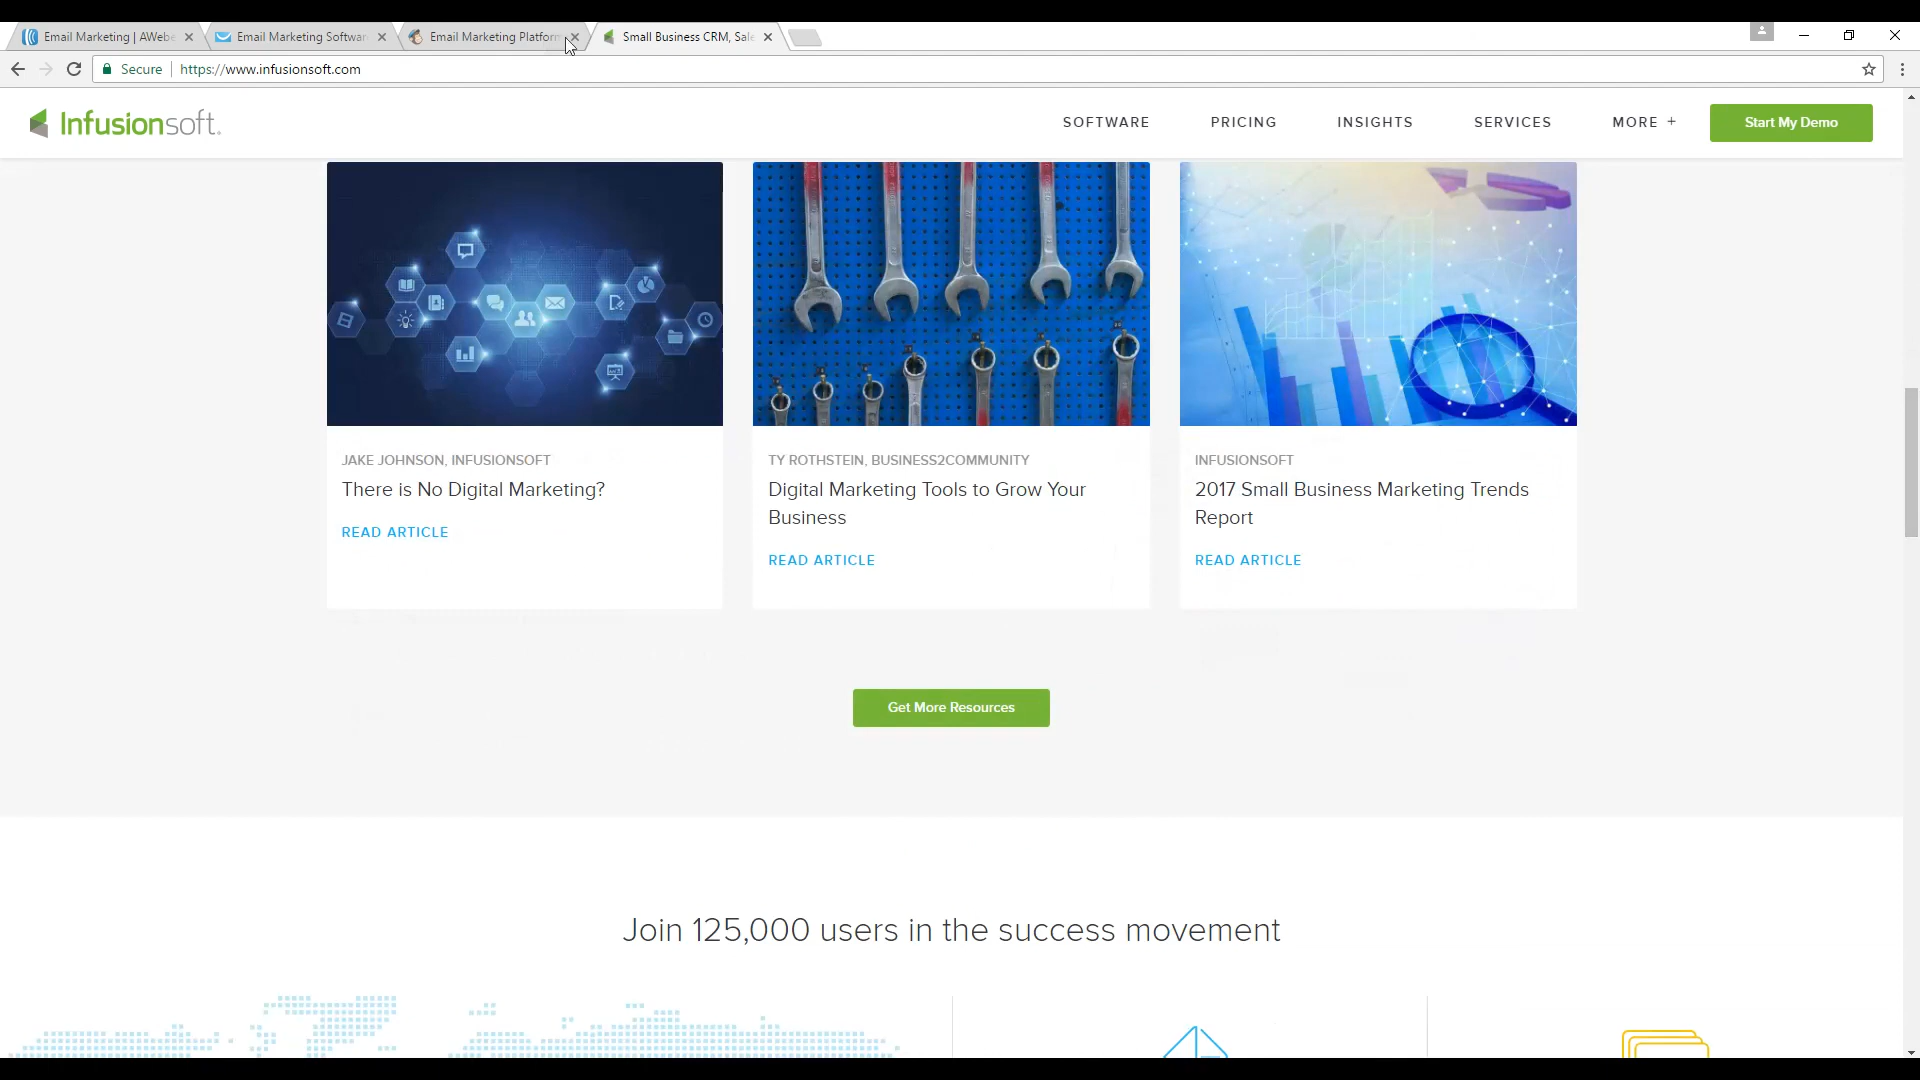 Email Marketing | AWebe
Email Marketing Softwar
Email Marketing Platform
Small Business CRM, Sale
Secure
https://www.infusionsoft.com
Infusionsoft.
SOFTWARE
PRICING
INSIGHTS
SERVICES
MORE +
Start My Demo
JAKE JOHNSON, INFUSIONSOFT
There is No Digital Marketing?
READ ARTICLE
TY ROTHSTEIN, BUSINESS2COMMUNITY
Digital Marketing Tools to Grow Your
Business
READ ARTICLE
INFUSIONSOFT
2017 Small Business Marketing Trends
Report
READ ARTICLE
Get More Resources
Join 125,000 users in the success movement